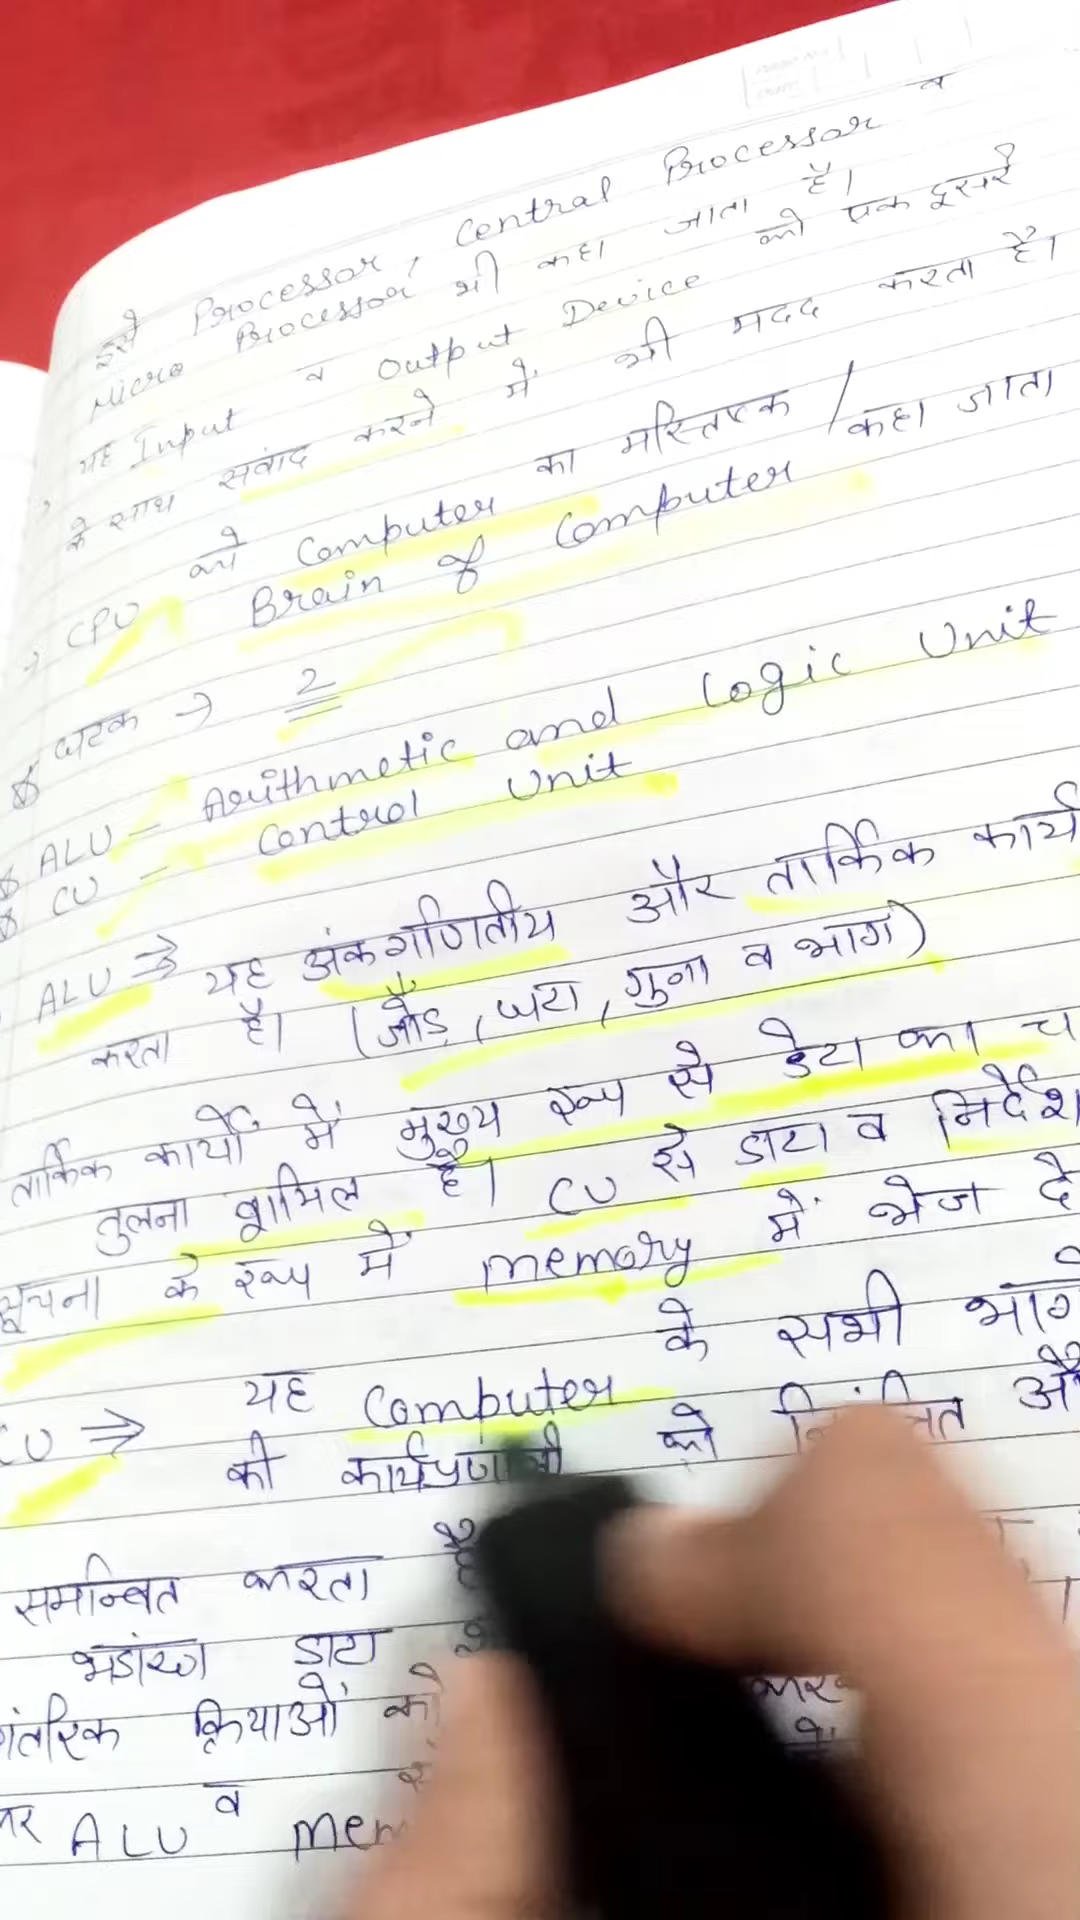 इसे Processor, Central Processor व
Micro Processor भी कहा जाता है।
यह Input व Output Device को एक दूसरे
के साथ संवाद करने में भी मदद करता है।
→ CPU को Computer का मस्तिष्क /
Brain of Computer कहा जाता
घटक → 2
ALU - Arithmetic and Logic Unit
CU - Control Unit
ALU ⇒ यह अंकगणितीय और तार्किक कार्य
करता है। (जौड़, घटा, गुना व भाग)
तार्किक कार्यों में मुख्य रूप से डेटा का च
तुलना शामिल है। CU से डाटा व निर्देश
सूचना के रूप में memory में भेज दे
CU ⇒ यह Computer के सभी भागो
की कार्यप्रणाली को औ
समन्वित करता है
भडांरण डाटा
आंतरिक क्रियाओं को
ALU व